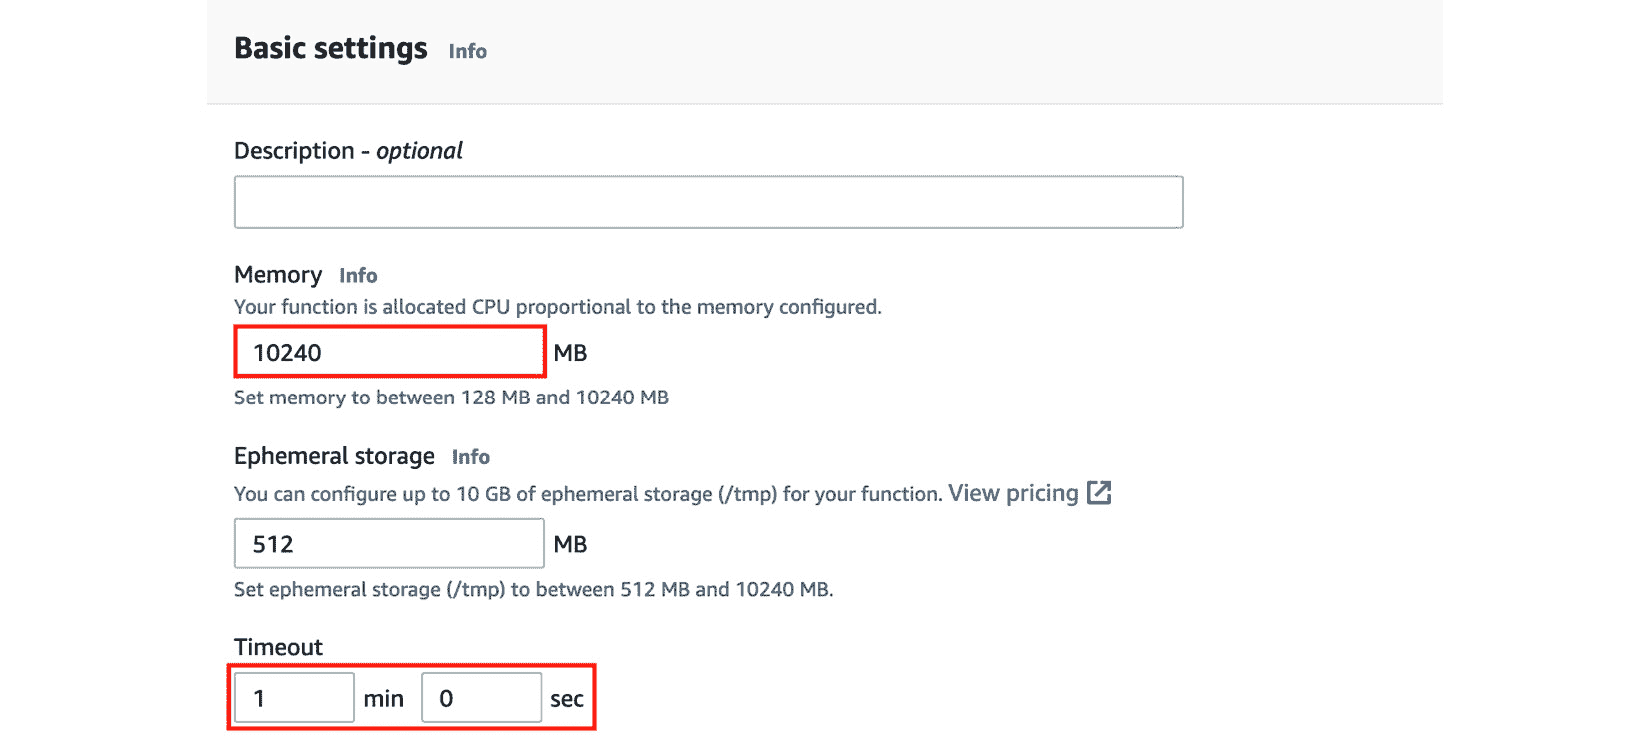 Basic settings Info
Description - optional
Memory Info
Your function is allocated CPU proportional to the memory configured.
10240 MB
Set memory to between 128 MB and 10240 MB
Ephemeral storage Info
You can configure up to 10 GB of ephemeral storage (/tmp) for your function. View pricing
512 MB
Set ephemeral storage (/tmp) to between 512 MB and 10240 MB.
Timeout
1 min 0 sec